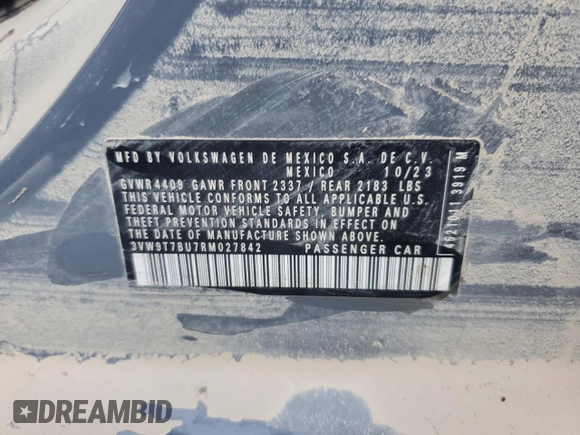 MFD BY VOLKSWAGEN DE MEXICO S.A. DE C.V.
MEXICO 10/23
GVWR4409 GAWR FRONT 2337 / REAR 2183 LBS
THIS VEHICLE CONFORMS TO ALL APPLICABLE U.S.
FEDERAL MOTOR VEHICLE SAFETY, BUMPER AND
THEFT PREVENTION STANDARDS IN EFFECT ON
THE DATE OF MANUFACTURE SHOWN ABOVE.
3VW9T7BU7RM027842 PASSENGER CAR
3919 M
DREAMBID